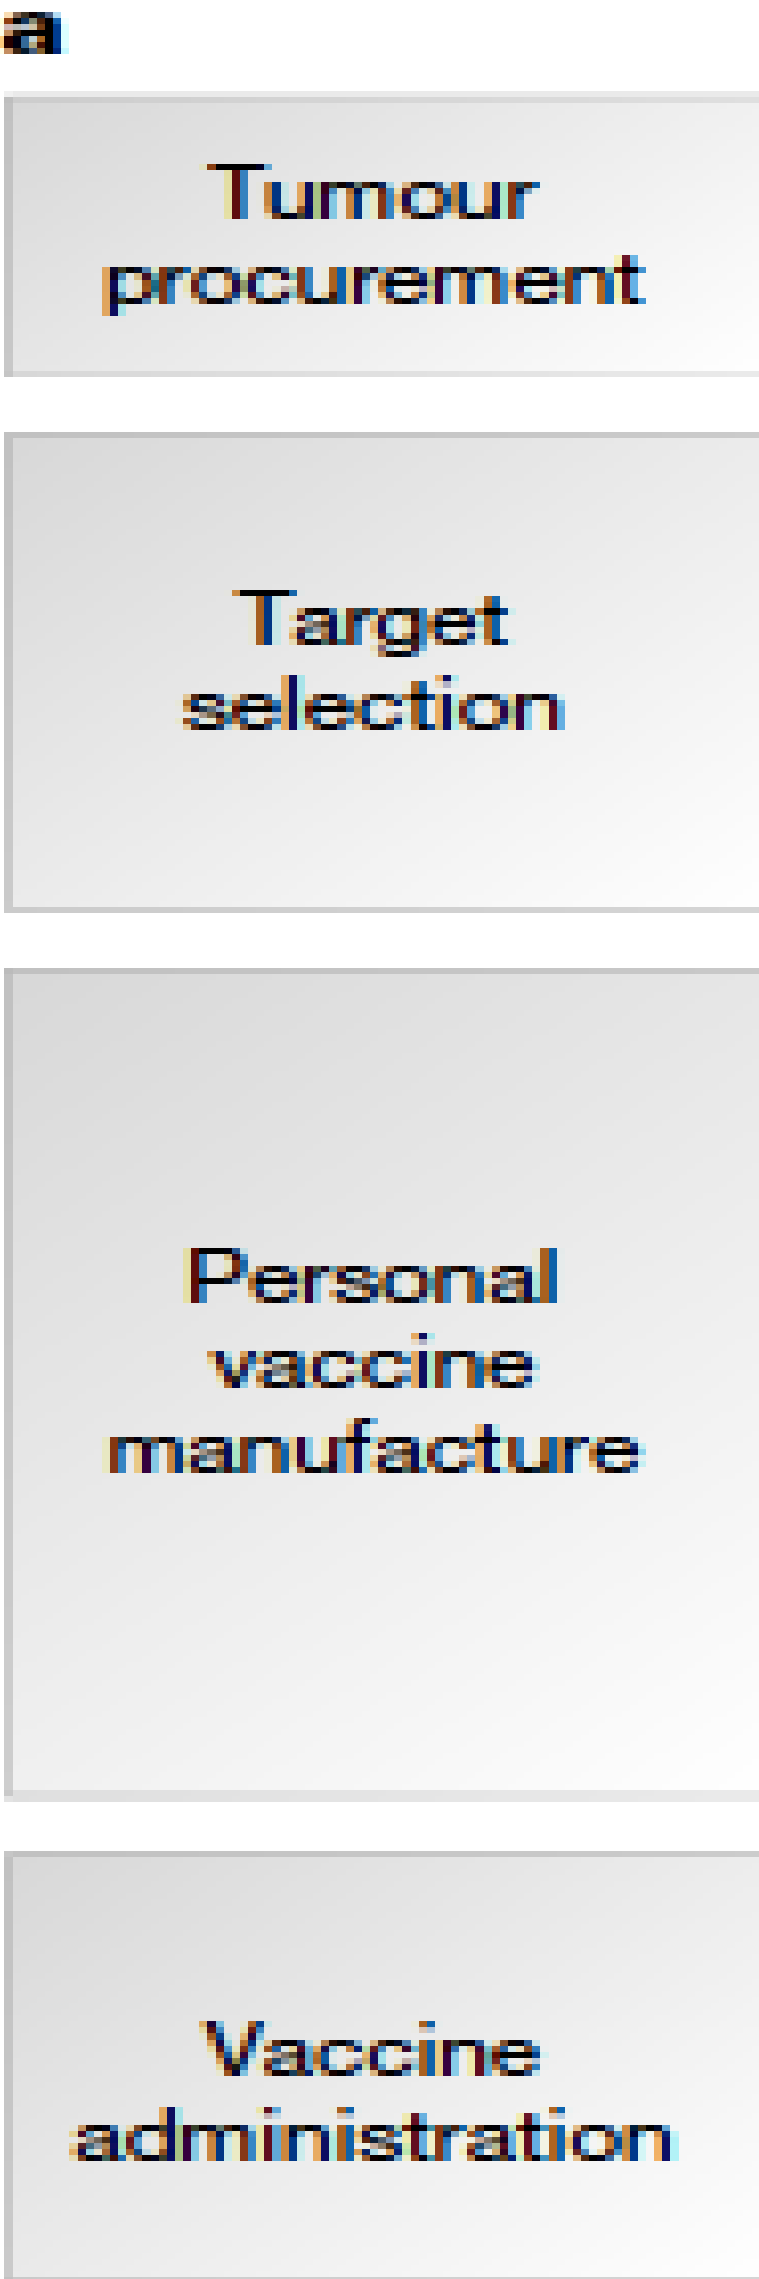 a
Tumour
procurement
Target
selection
Personal
vaccine
manufacture
Vaccine
administration